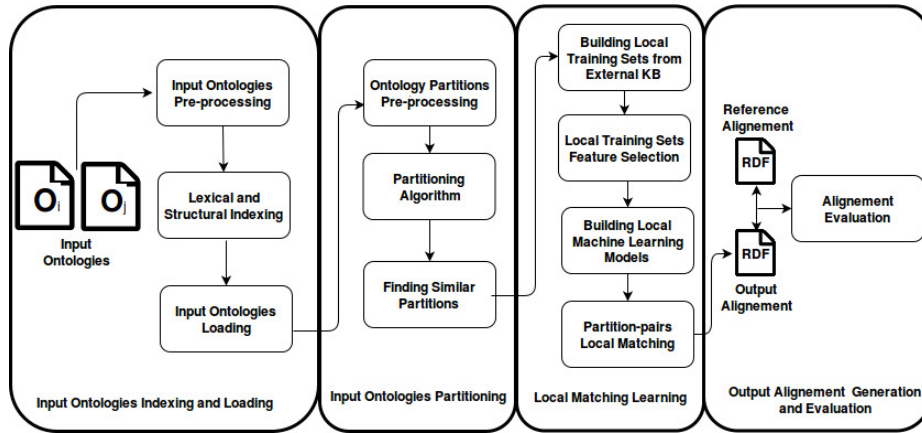 Input Ontologies
Pre-processing
Lexical and
Structural Indexing
Input Ontologies
Loading
Oi
Oj
Input
Ontologies
Input Ontologies Indexing and Loading
Ontology Partitions
Pre-processing
Partitioning
Algorithm
Finding Similar
Partitions
Input Ontologies Partitioning
Building Local
Training Sets from
External KB
Local Training Sets
Feature Selection
Building Local
Machine Learning
Models
Partition-pairs
Local Matching
Local Matching Learning
Reference
Alignement
RDF
RDF
Output
Alignement
Alignement
Evaluation
Output Alignement Generation
and Evaluation